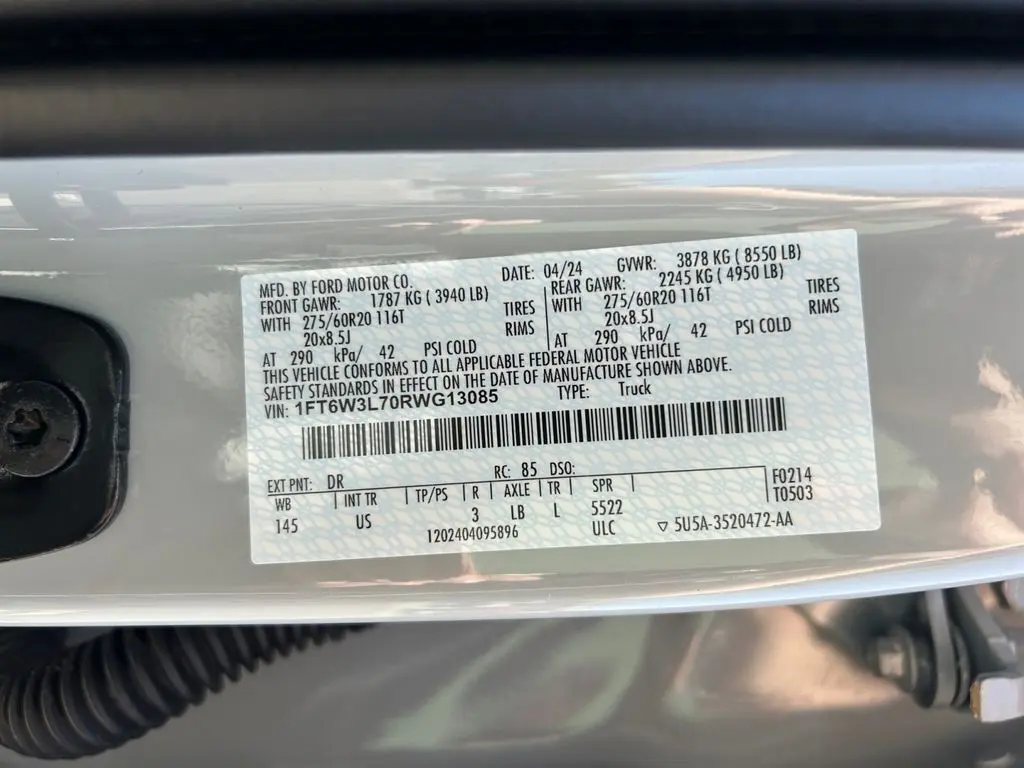 MFD. BY FORD MOTOR CO. DATE: 04/24 GVWR: 3878 KG ( 8550 LB)
FRONT GAWR: 1787 KG ( 3940 LB) REAR GAWR: 2245 KG ( 4950 LB)
WITH 275/60R20 116T TIRES WITH 275/60R20 116T TIRES
20x8.5J RIMS 20x8.5J RIMS
AT 290 kPa/ 42 PSI COLD AT 290 kPa/ 42 PSI COLD
THIS VEHICLE CONFORMS TO ALL APPLICABLE FEDERAL MOTOR VEHICLE
SAFETY STANDARDS IN EFFECT ON THE DATE OF MANUFACTURE SHOWN ABOVE.
VIN: 1FT6W3L70RWG13085 TYPE: Truck
EXT PNT: DR RC: 85 DSO:
WB INT TR TP/PS R AXLE TR SPR F0214
145 US 3 LB L 5522 T0503
1202404095896 ULC ▽ 5U5A-3520472-AA